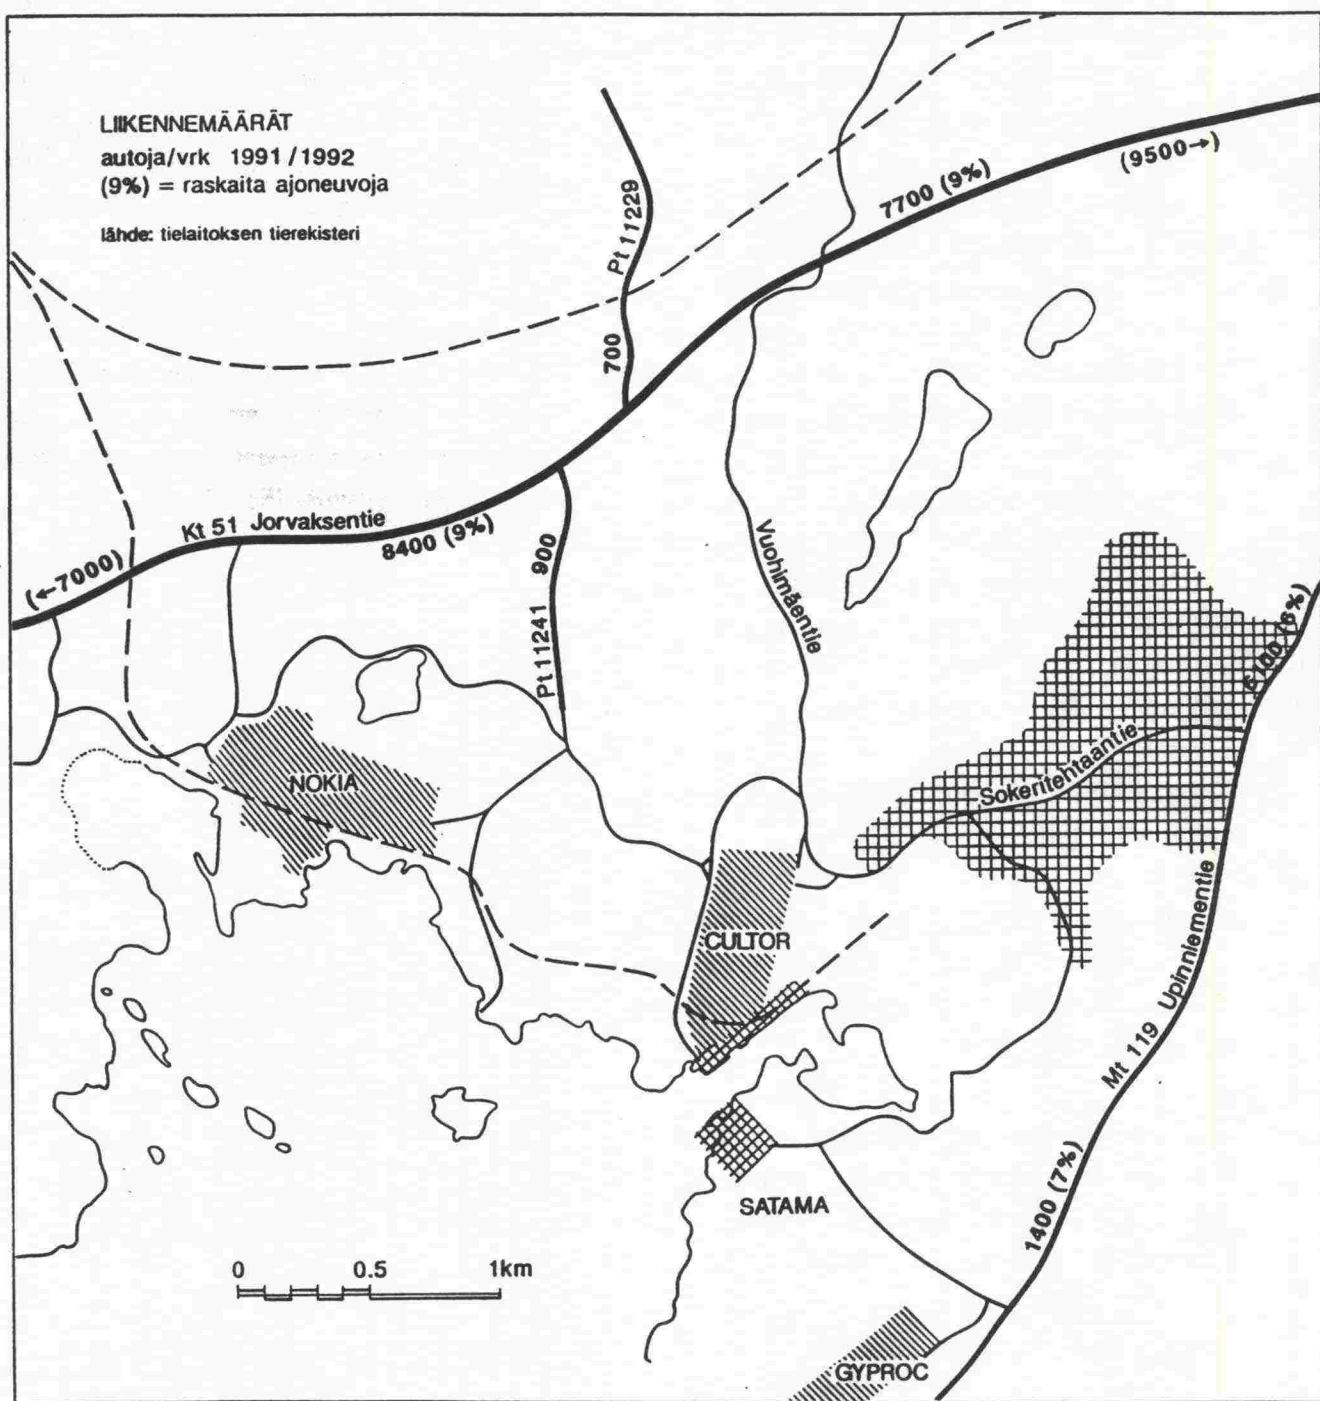 LIIKENNEMÄÄRÄT
autoja/vrk 1991/1992
(9%) = raskaita ajoneuvoja
lähde: tielaitoksen tierekisteri
Pt 11229
700
7700 (9%)
(9500→)
Kt 51 Jorvaksentie
8400 (9%)
(←7000)
900
Pt 11241
Vuohimäentie
6100 (6%)
Sokeritehtaantie
NOKIA
CULTOR
Mt 119 Upinniementie
1400 (7%)
SATAMA
0 0.5 1km
GYPROC